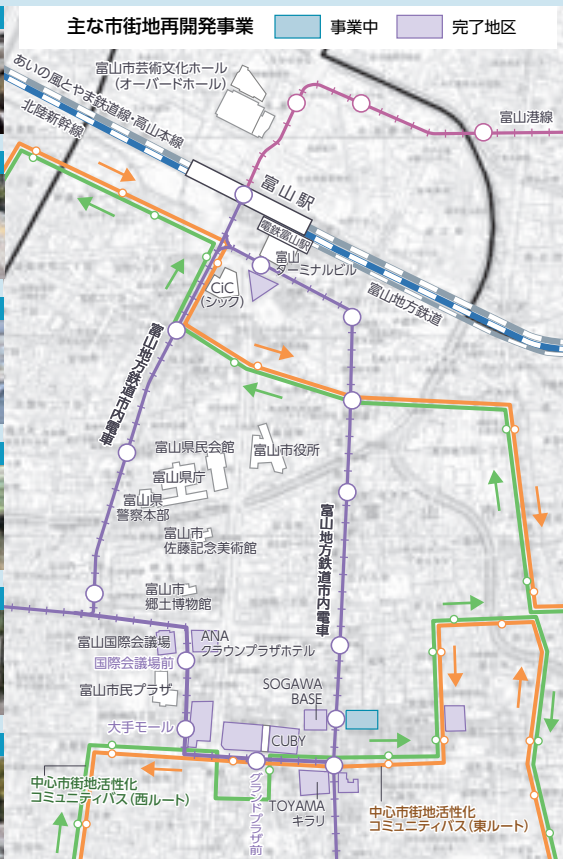 主な市街地再開発事業
事業中
完了地区
富山市芸術文化ホール
（オーバードホール）
あいの風とやま鉄道線・高山本線
北陸新幹線
富山港線
富山駅
電鉄富山駅
富山
ターミナルビル
CiC
（シック）
富山地方鉄道
富山地方鉄道市内電車
富山県民会館
富山市役所
富山県庁
富山県
警察本部
富山市
佐藤記念美術館
富山地方鉄道市内電車
富山市
郷土博物館
富山国際会議場
ANA
クラウンプラザホテル
国際会議場前
富山市民プラザ
SOGAWA
BASE
大手モール
CUBY
グランドプラザ前
TOYAMA
キラリ
中心市街地活性化
コミュニティバス（西ルート）
中心市街地活性化
コミュニティバス（東ルート）